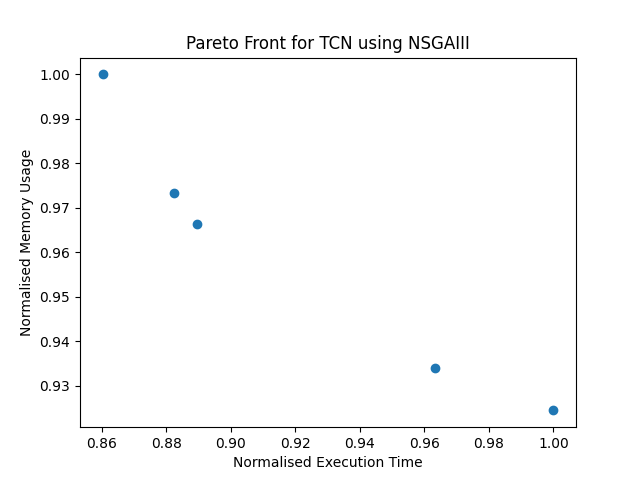 Pareto Front for TCN using NSGAIII
1.00
0.99
0.98
0.97
0.96
0.95
0.94
0.93
Normalised Memory Usage
0.86 0.88 0.90 0.92 0.94 0.96 0.98 1.00
Normalised Execution Time